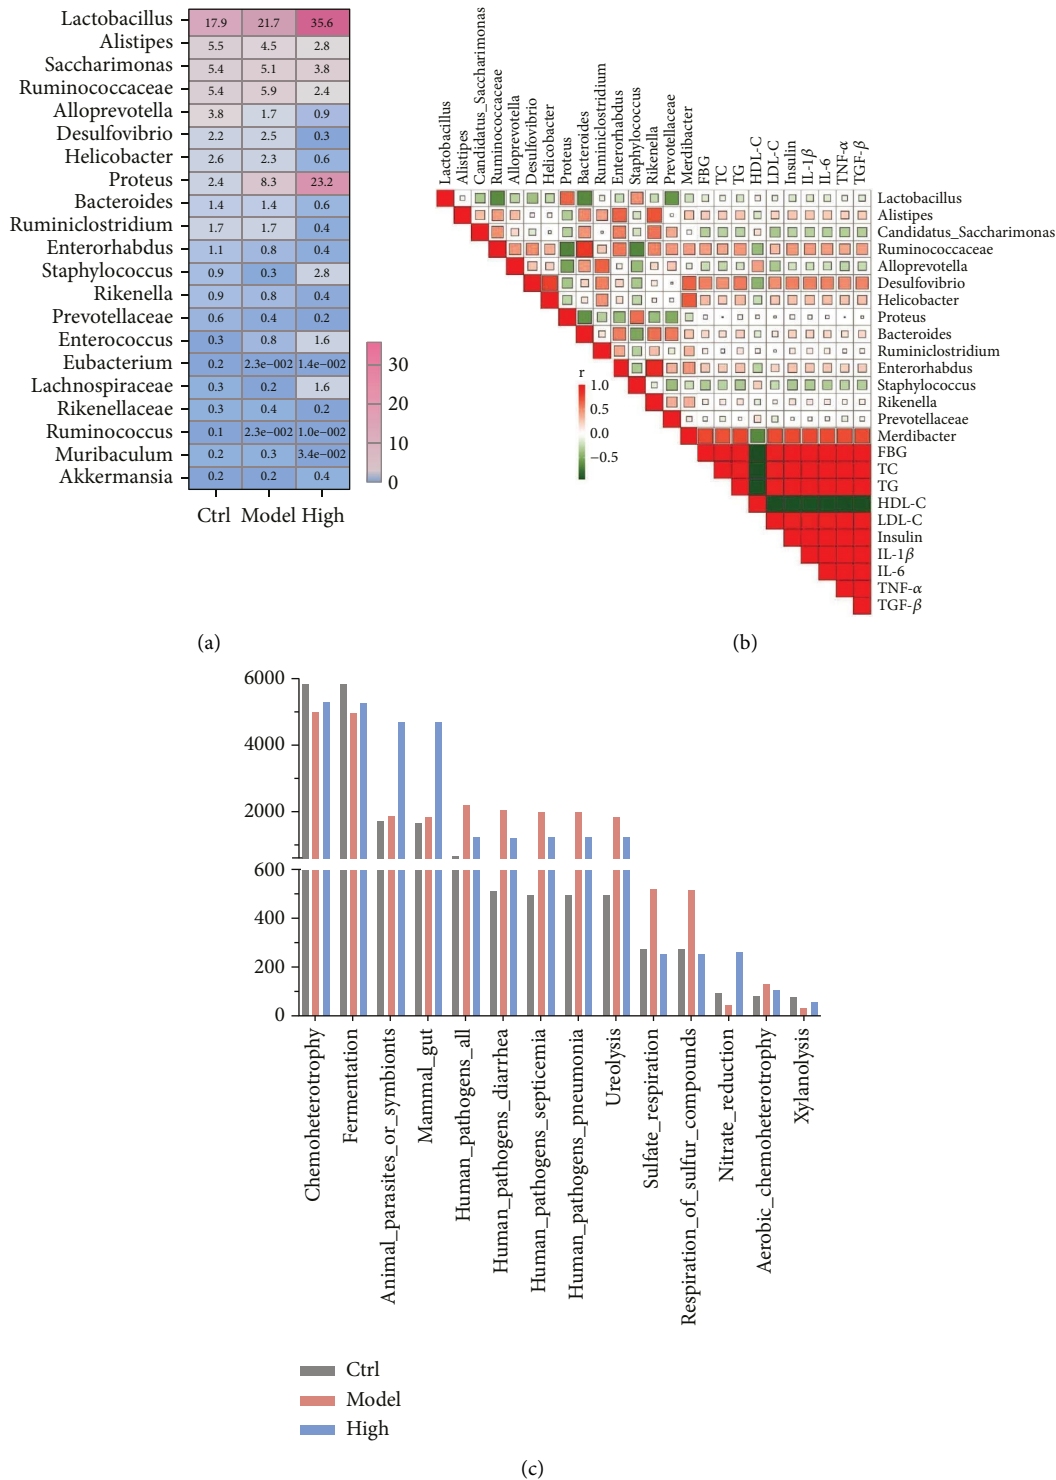 Lactobacillus 17.9 21.7 35.6
Alistipes 5.5 4.5 2.8
Saccharimonas 5.4 5.1 3.8
Ruminococcaceae 5.4 5.9 2.4
Alloprevotella 3.8 1.7 0.9
Desulfovibrio 2.2 2.5 0.3
Helicobacter 2.6 2.3 0.6
Proteus 2.4 8.3 23.2
Bacteroides 1.4 1.4 0.6
Ruminiclostridium 1.7 1.7 0.4
Enterorhabdus 1.1 0.8 0.4
Staphylococcus 0.9 0.3 2.8
Rikenella 0.9 0.8 0.4
Prevotellaceae 0.6 0.4 0.2
Enterococcus 0.3 0.8 1.6
Eubacterium 0.2 2.3e−002 1.4e−002
Lachnospiraceae 0.3 0.2 1.6
Rikenellaceae 0.3 0.4 0.2
Ruminococcus 0.1 2.3e−002 1.0e−002
Muribaculum 0.2 0.3 3.4e−002
Akkermansia 0.2 0.2 0.4
Ctrl Model High
30
20
10
0
(a)
Lactobacillus
Alistipes
Candidatus_Saccharimonas
Ruminococcaceae
Alloprevotella
Desulfovibrio
Helicobacter
Proteus
Bacteroides
Ruminiclostridium
Enterorhabdus
Staphylococcus
Rikenella
Prevotellaceae
Merdibacter
FBG
TC
TG
HDL-C
LDL-C
Insulin
IL-1β
IL-6
TNF-α
TGF-β
Lactobacillus
Alistipes
Candidatus_Saccharimonas
Ruminococcaceae
Alloprevotella
Desulfovibrio
Helicobacter
Proteus
Bacteroides
Ruminiclostridium
Enterorhabdus
Staphylococcus
Rikenella
Prevotellaceae
Merdibacter
FBG
TC
TG
HDL-C
LDL-C
Insulin
IL-1β
IL-6
TNF-α
TGF-β
r
1.0
0.5
0.0
−0.5
(b)
6000
4000
2000
600
400
200
0
Chemoheterotrophy
Fermentation
Animal_parasites_or_symbionts
Mammal_gut
Human_pathogens_all
Human_pathogens_diarrhea
Human_pathogens_septicemia
Human_pathogens_pneumonia
Ureolysis
Sulfate_respiration
Respiration_of_sulfur_compounds
Nitrate_reduction
Aerobic_chemoheterotrophy
Xylanolysis
Ctrl
Model
High
(c)